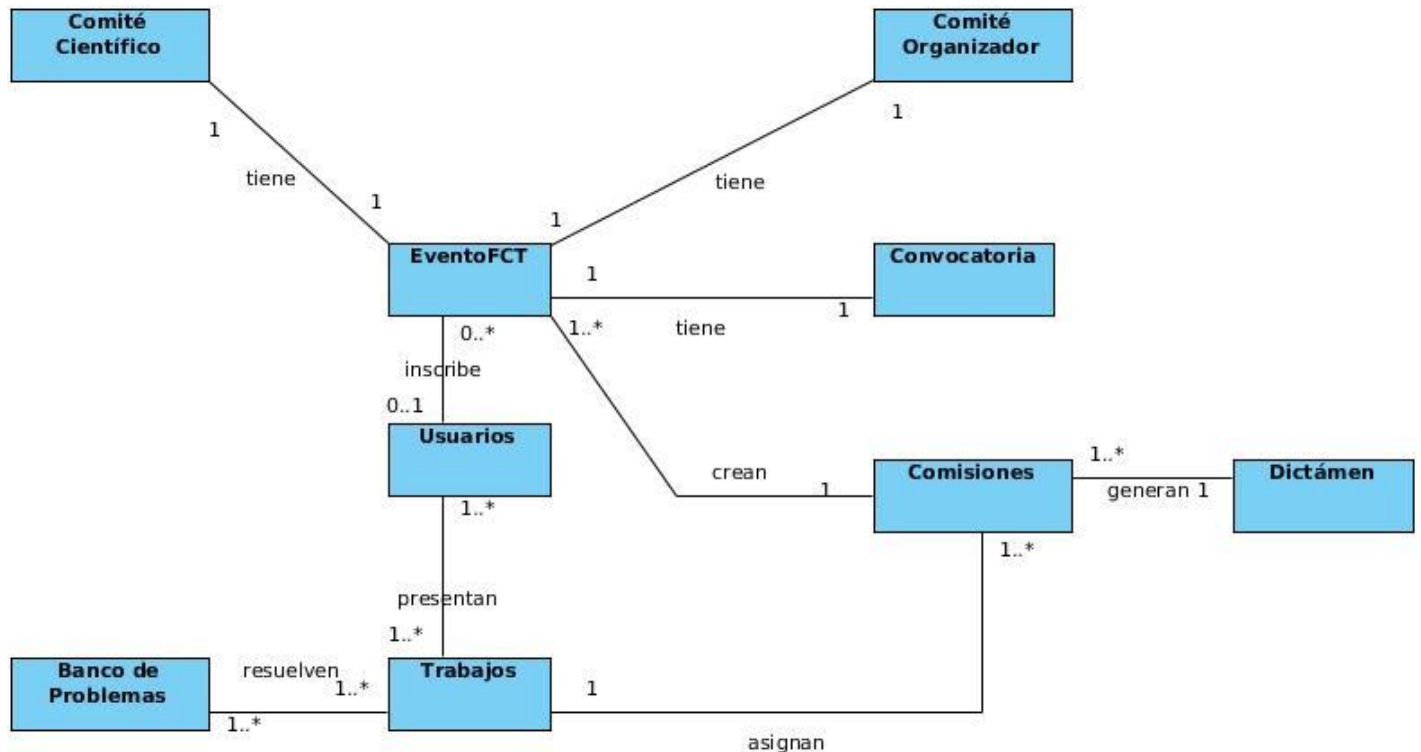 Comité
Científico
Comité
Organizador
1
1
tiene
tiene
1
1
EventoFCT
Convocatoria
1
1
0..*
1..*
tiene
inscribe
0..1
Usuarios
1..*
crean
1
Comisiones
1..*
generan 1
Dictámen
1..*
presentan
1..*
Banco de
Problemas
resuelven
1..*
1..*
Trabajos
1
asignan